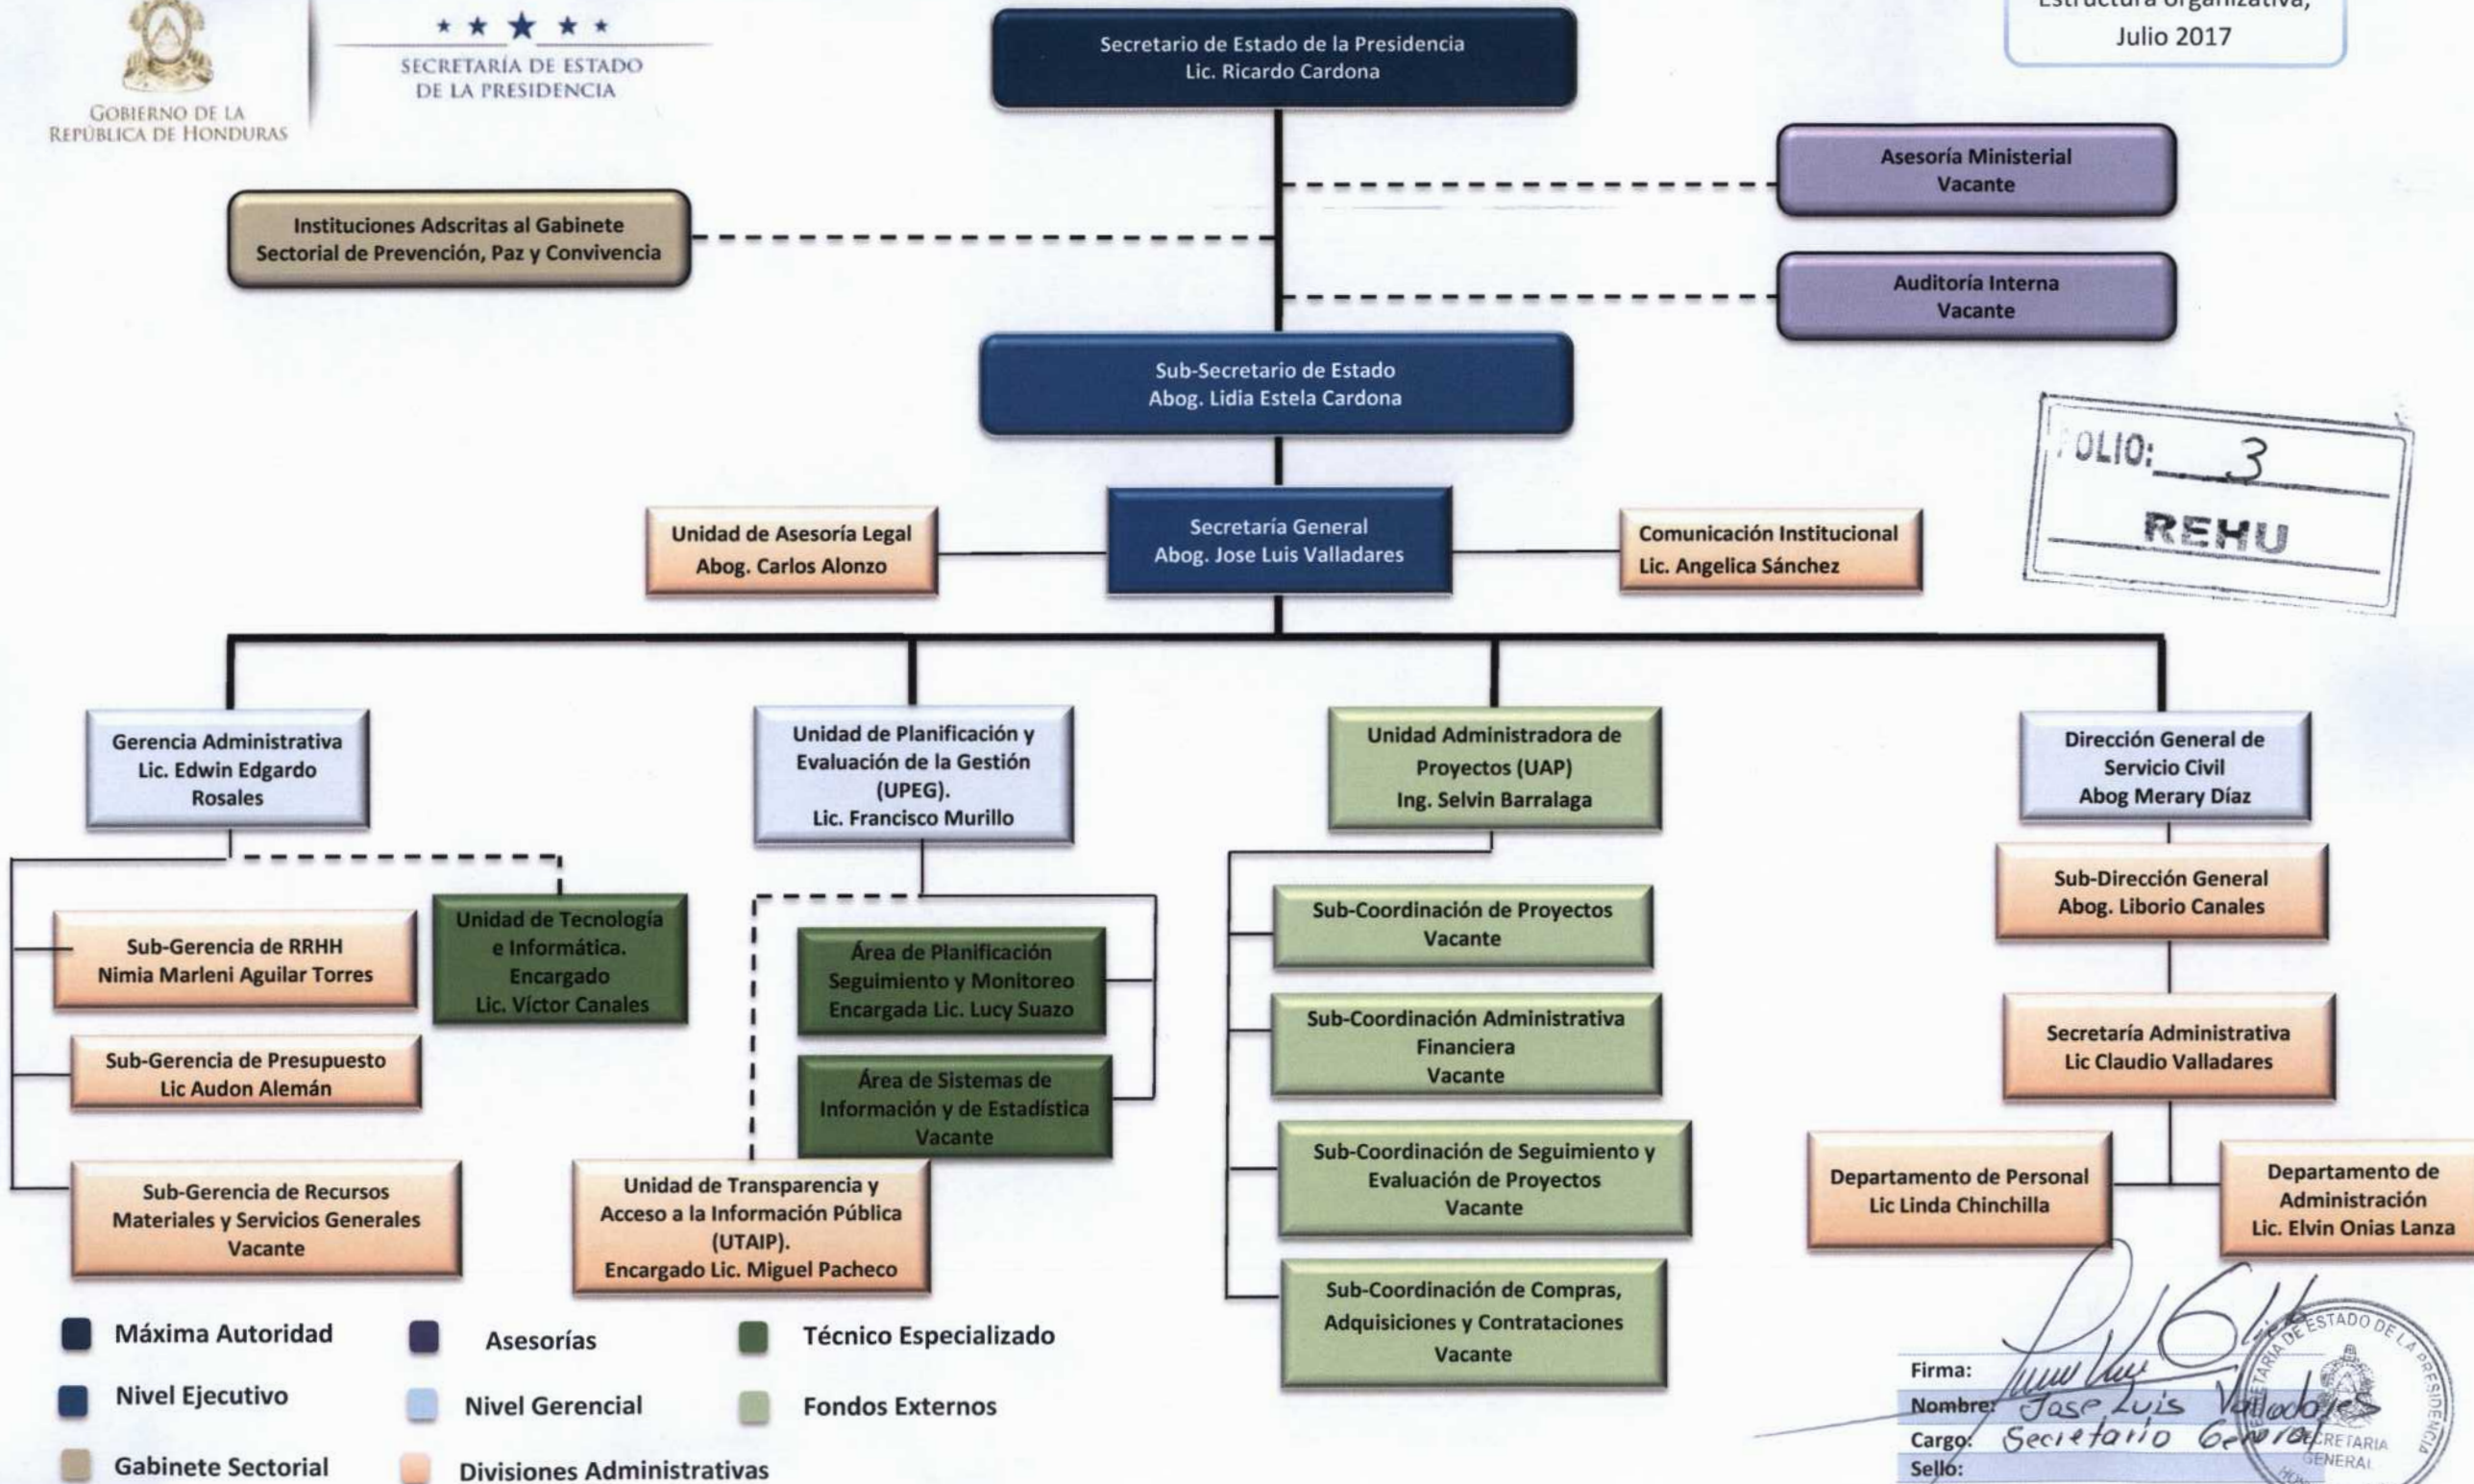 GOBIERNO DE LA
REPÚBLICA DE HONDURAS
SECRETARÍA DE ESTADO
DE LA PRESIDENCIA
Estructura organizativa,
Julio 2017
Secretario de Estado de la Presidencia
Lic. Ricardo Cardona
Asesoría Ministerial
Vacante
Instituciones Adscritas al Gabinete
Sectorial de Prevención, Paz y Convivencia
Auditoría Interna
Vacante
Sub-Secretario de Estado
Abog. Lidia Estela Cardona
OLIO: 3
REHU
Unidad de Asesoría Legal
Abog. Carlos Alonzo
Secretaría General
Abog. Jose Luis Valladares
Comunicación Institucional
Lic. Angelica Sánchez
Gerencia Administrativa
Lic. Edwin Edgardo
Rosales
Unidad de Planificación y
Evaluación de la Gestión
(UPEG).
Lic. Francisco Murillo
Unidad Administradora de
Proyectos (UAP)
Ing. Selvin Barralaga
Dirección General de
Servicio Civil
Abog Merary Díaz
Sub-Gerencia de RRHH
Nimia Marleni Aguilar Torres
Unidad de Tecnología
e Informática.
Encargado
Lic. Víctor Canales
Sub-Gerencia de Presupuesto
Lic Audon Alemán
Sub-Gerencia de Recursos
Materiales y Servicios Generales
Vacante
Área de Planificación
Seguimiento y Monitoreo
Encargada Lic. Lucy Suazo
Área de Sistemas de
Información y de Estadística
Vacante
Unidad de Transparencia y
Acceso a la Información Pública
(UTAIP).
Encargado Lic. Miguel Pacheco
Sub-Coordinación de Proyectos
Vacante
Sub-Coordinación Administrativa
Financiera
Vacante
Sub-Coordinación de Seguimiento y
Evaluación de Proyectos
Vacante
Sub-Coordinación de Compras,
Adquisiciones y Contrataciones
Vacante
Sub-Dirección General
Abog. Liborio Canales
Secretaría Administrativa
Lic Claudio Valladares
Departamento de Personal
Lic Linda Chinchilla
Departamento de
Administración
Lic. Elvin Onias Lanza
Máxima Autoridad
Asesorías
Técnico Especializado
Nivel Ejecutivo
Nivel Gerencial
Fondos Externos
Gabinete Sectorial
Divisiones Administrativas
Firma:
Nombre: Jose Luis Valladares
Cargo: Secretario General
Sello:
SECRETARIA DE ESTADO DE LA PRESIDENCIA
SECRETARIA
GENERAL